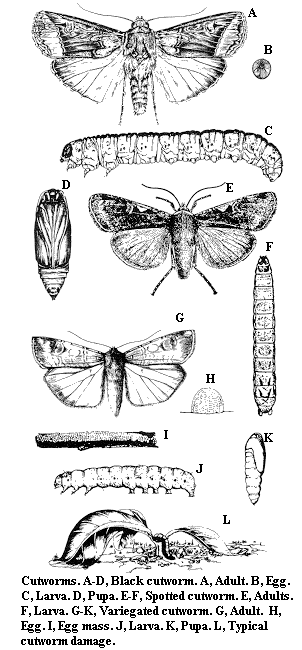 A
B
C
D
E
F
G
H
I
J
K
L
Cutworms. A-D, Black cutworm. A, Adult. B, Egg.
C, Larva. D, Pupa. E-F, Spotted cutworm. E, Adults.
F, Larva. G-K, Variegated cutworm. G, Adult. H,
Egg. I, Egg mass. J, Larva. K, Pupa. L, Typical
cutworm damage.